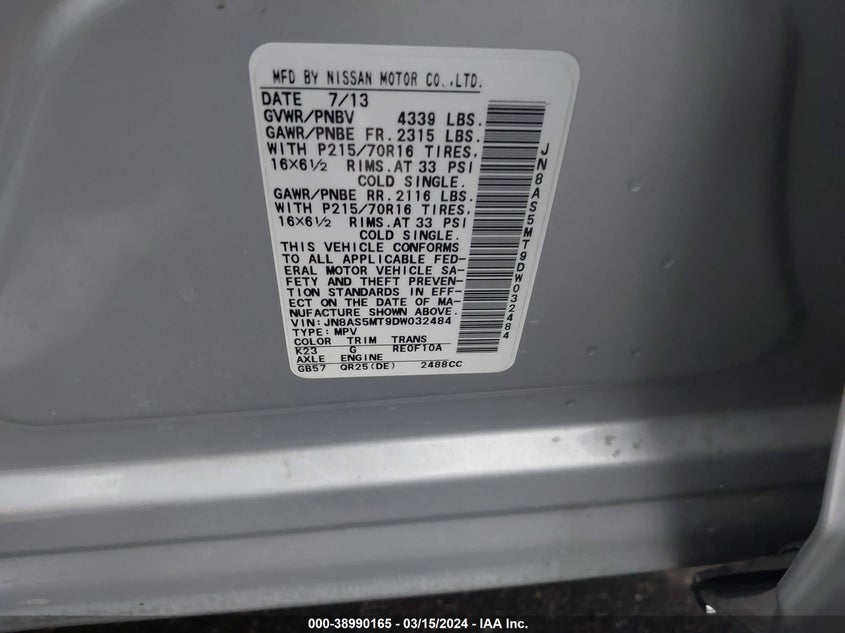 MFD BY NISSAN MOTOR CO.,LTD.
DATE 7/13
GVWR/PNBV 4339 LBS.
GAWR/PNBE FR. 2315 LBS.
WITH P215/70R16 TIRES,
16X6½ RIMS. AT 33 PSI
COLD SINGLE.
GAWR/PNBE RR. 2116 LBS.
WITH P215/70R16 TIRES,
16X6½ RIMS. AT 33 PSI
COLD SINGLE.
THIS VEHICLE CONFORMS
TO ALL APPLICABLE FED-
ERAL MOTOR VEHICLE SA-
FETY AND THEFT PREVEN-
TION STANDARDS IN EFF-
ECT ON THE DATE OF MA-
NUFACTURE SHOWN ABOVE.
VIN: JN8AS5MT9DW032484
TYPE: MPV
COLOR TRIM TRANS
K23 G RE0F10A
AXLE ENGINE
GB57 QR25(DE) 2488CC
JN8AS5MT9DW032484
000-38990165 - 03/15/2024 - IAA Inc.